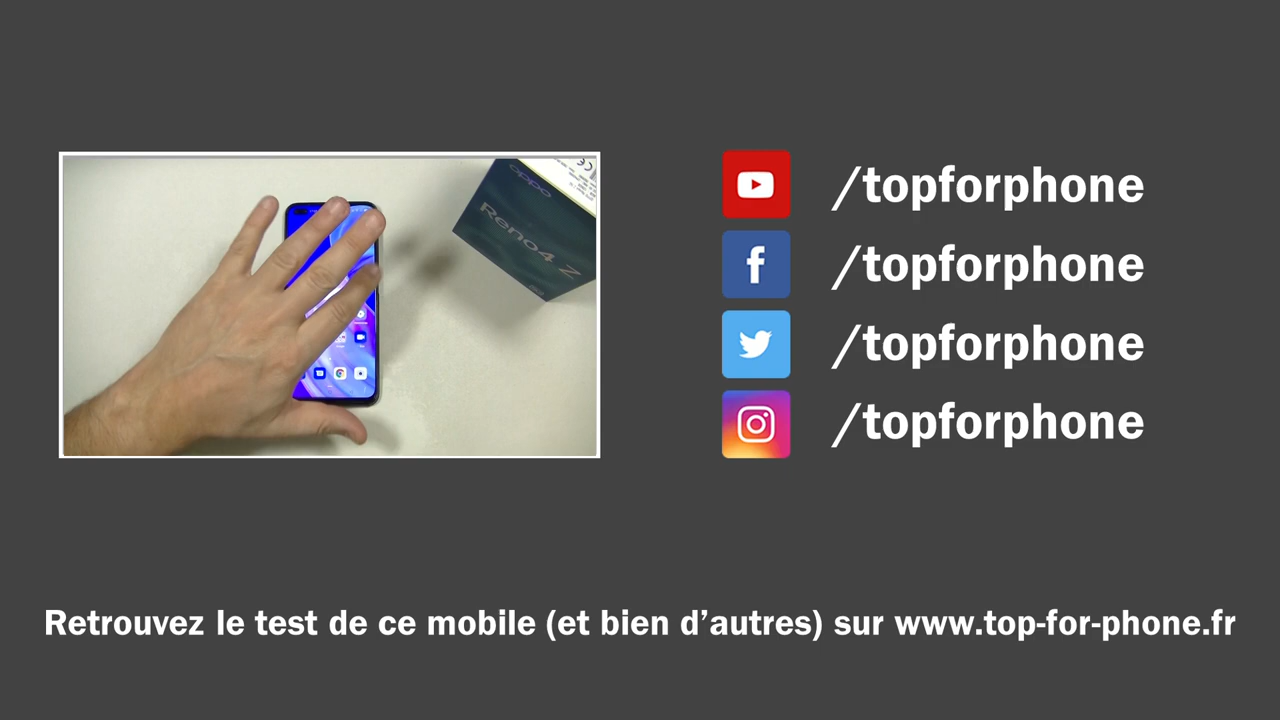 oppo
Reno4 Z
/topforphone
/topforphone
/topforphone
/topforphone
Retrouvez le test de ce mobile (et bien d’autres) sur www.top-for-phone.fr